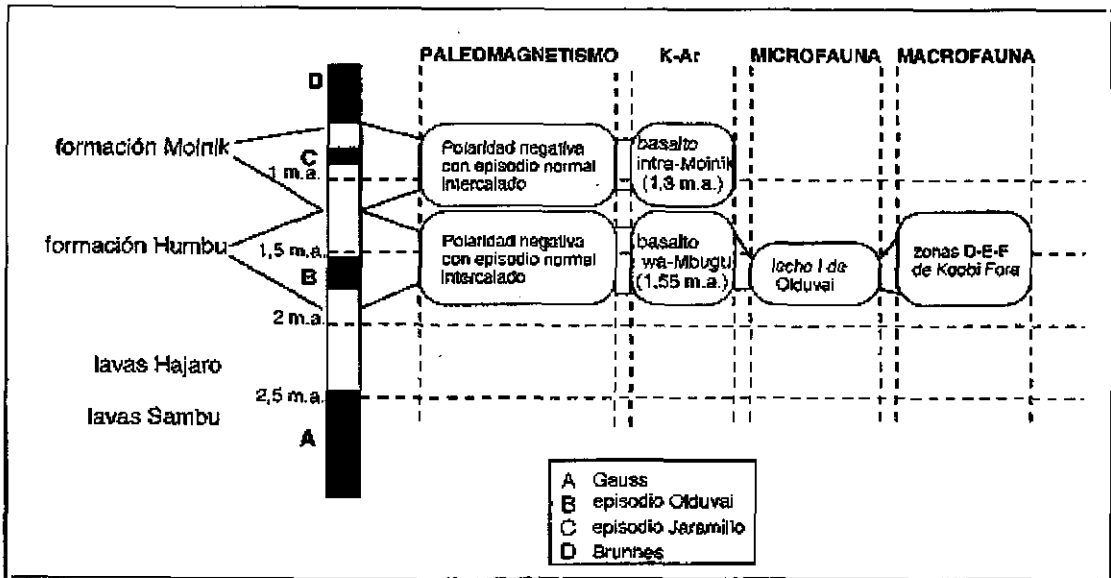 PALEOMAGNETISMO K-Ar MICROFAUNA MACROFAUNA
D
formación Moinik
C
1 m.a.
Polaridad negativa
con episodio normal
Intercalado
basalto
intra-Moinik
(1,3 m.a.)
formación Humbu
1,5 m.a.
B
2 m.a.
Polaridad negativa
con episodio normal
Intercalado
basalto
wa-Mbugu
(1,55 m.a.)
lecho I de
Olduvai
zonas D-E-F
de Koobi Fora
lavas Hajaro
2,5 m.a.
lavas Sambu
A
A Gauss
B episodio Olduvai
C episodio Jaramillo
D Brunnes